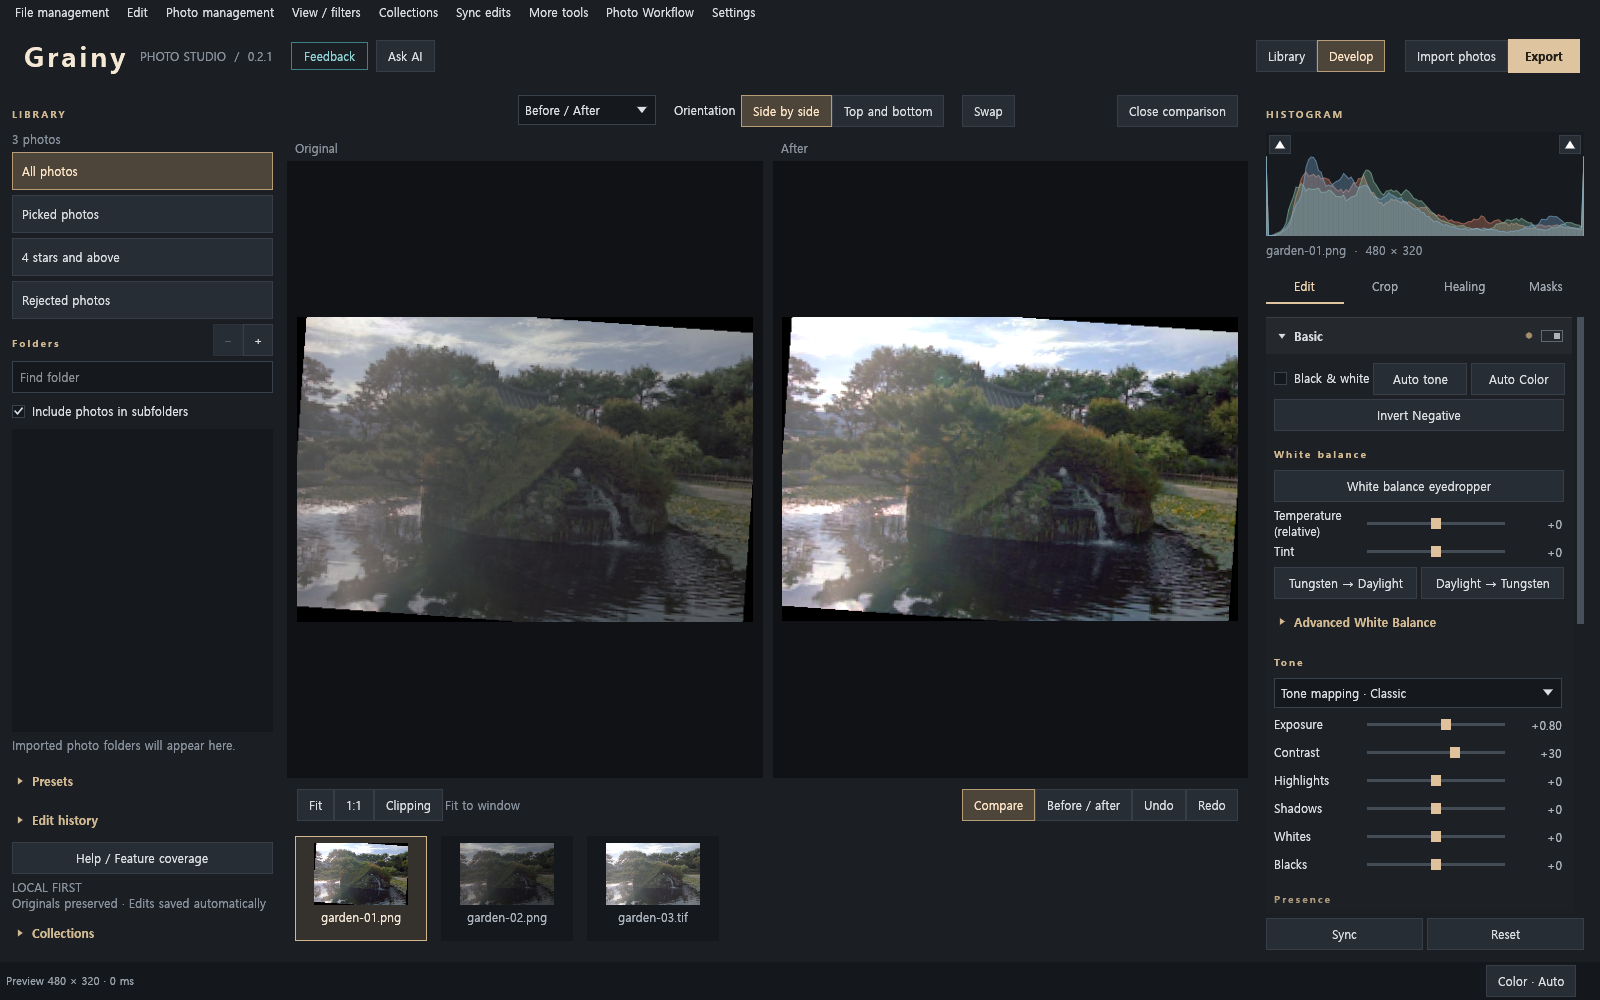 File management Edit Photo management View / filters Collections Sync edits More tools Photo Workflow Settings
Grainy PHOTO STUDIO / 0.2.1 Feedback Ask AI Library Develop Import photos Export
LIBRARY
3 photos
All photos
Picked photos
4 stars and above
Rejected photos
Folders − +
Find folder
Include photos in subfolders
Imported photo folders will appear here.
Presets
Edit history
Help / Feature coverage
LOCAL FIRST
Originals preserved · Edits saved automatically
Collections
Before / After Orientation Side by side Top and bottom Swap Close comparison
Original After
Fit 1:1 Clipping Fit to window Compare Before / after Undo Redo
garden-01.png garden-02.png garden-03.tif
HISTOGRAM
garden-01.png · 480 × 320
Edit Crop Healing Masks
Basic
Black & white Auto tone Auto Color
Invert Negative
White balance
White balance eyedropper
Temperature
(relative) +0
Tint +0
Tungsten → Daylight Daylight → Tungsten
Advanced White Balance
Tone
Tone mapping · Classic
Exposure +0.80
Contrast +30
Highlights +0
Shadows +0
Whites +0
Blacks +0
Presence
Sync Reset
Preview 480 × 320 · 0 ms Color · Auto